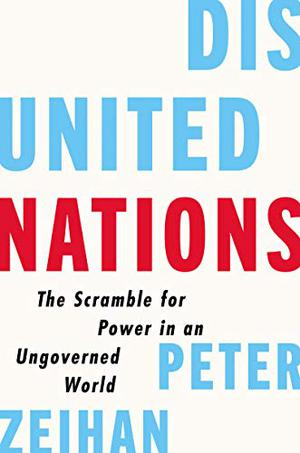 DIS
UNITED
NATIONS
The Scramble for
Power in an
Ungoverned
World
PETER
ZEIHAN